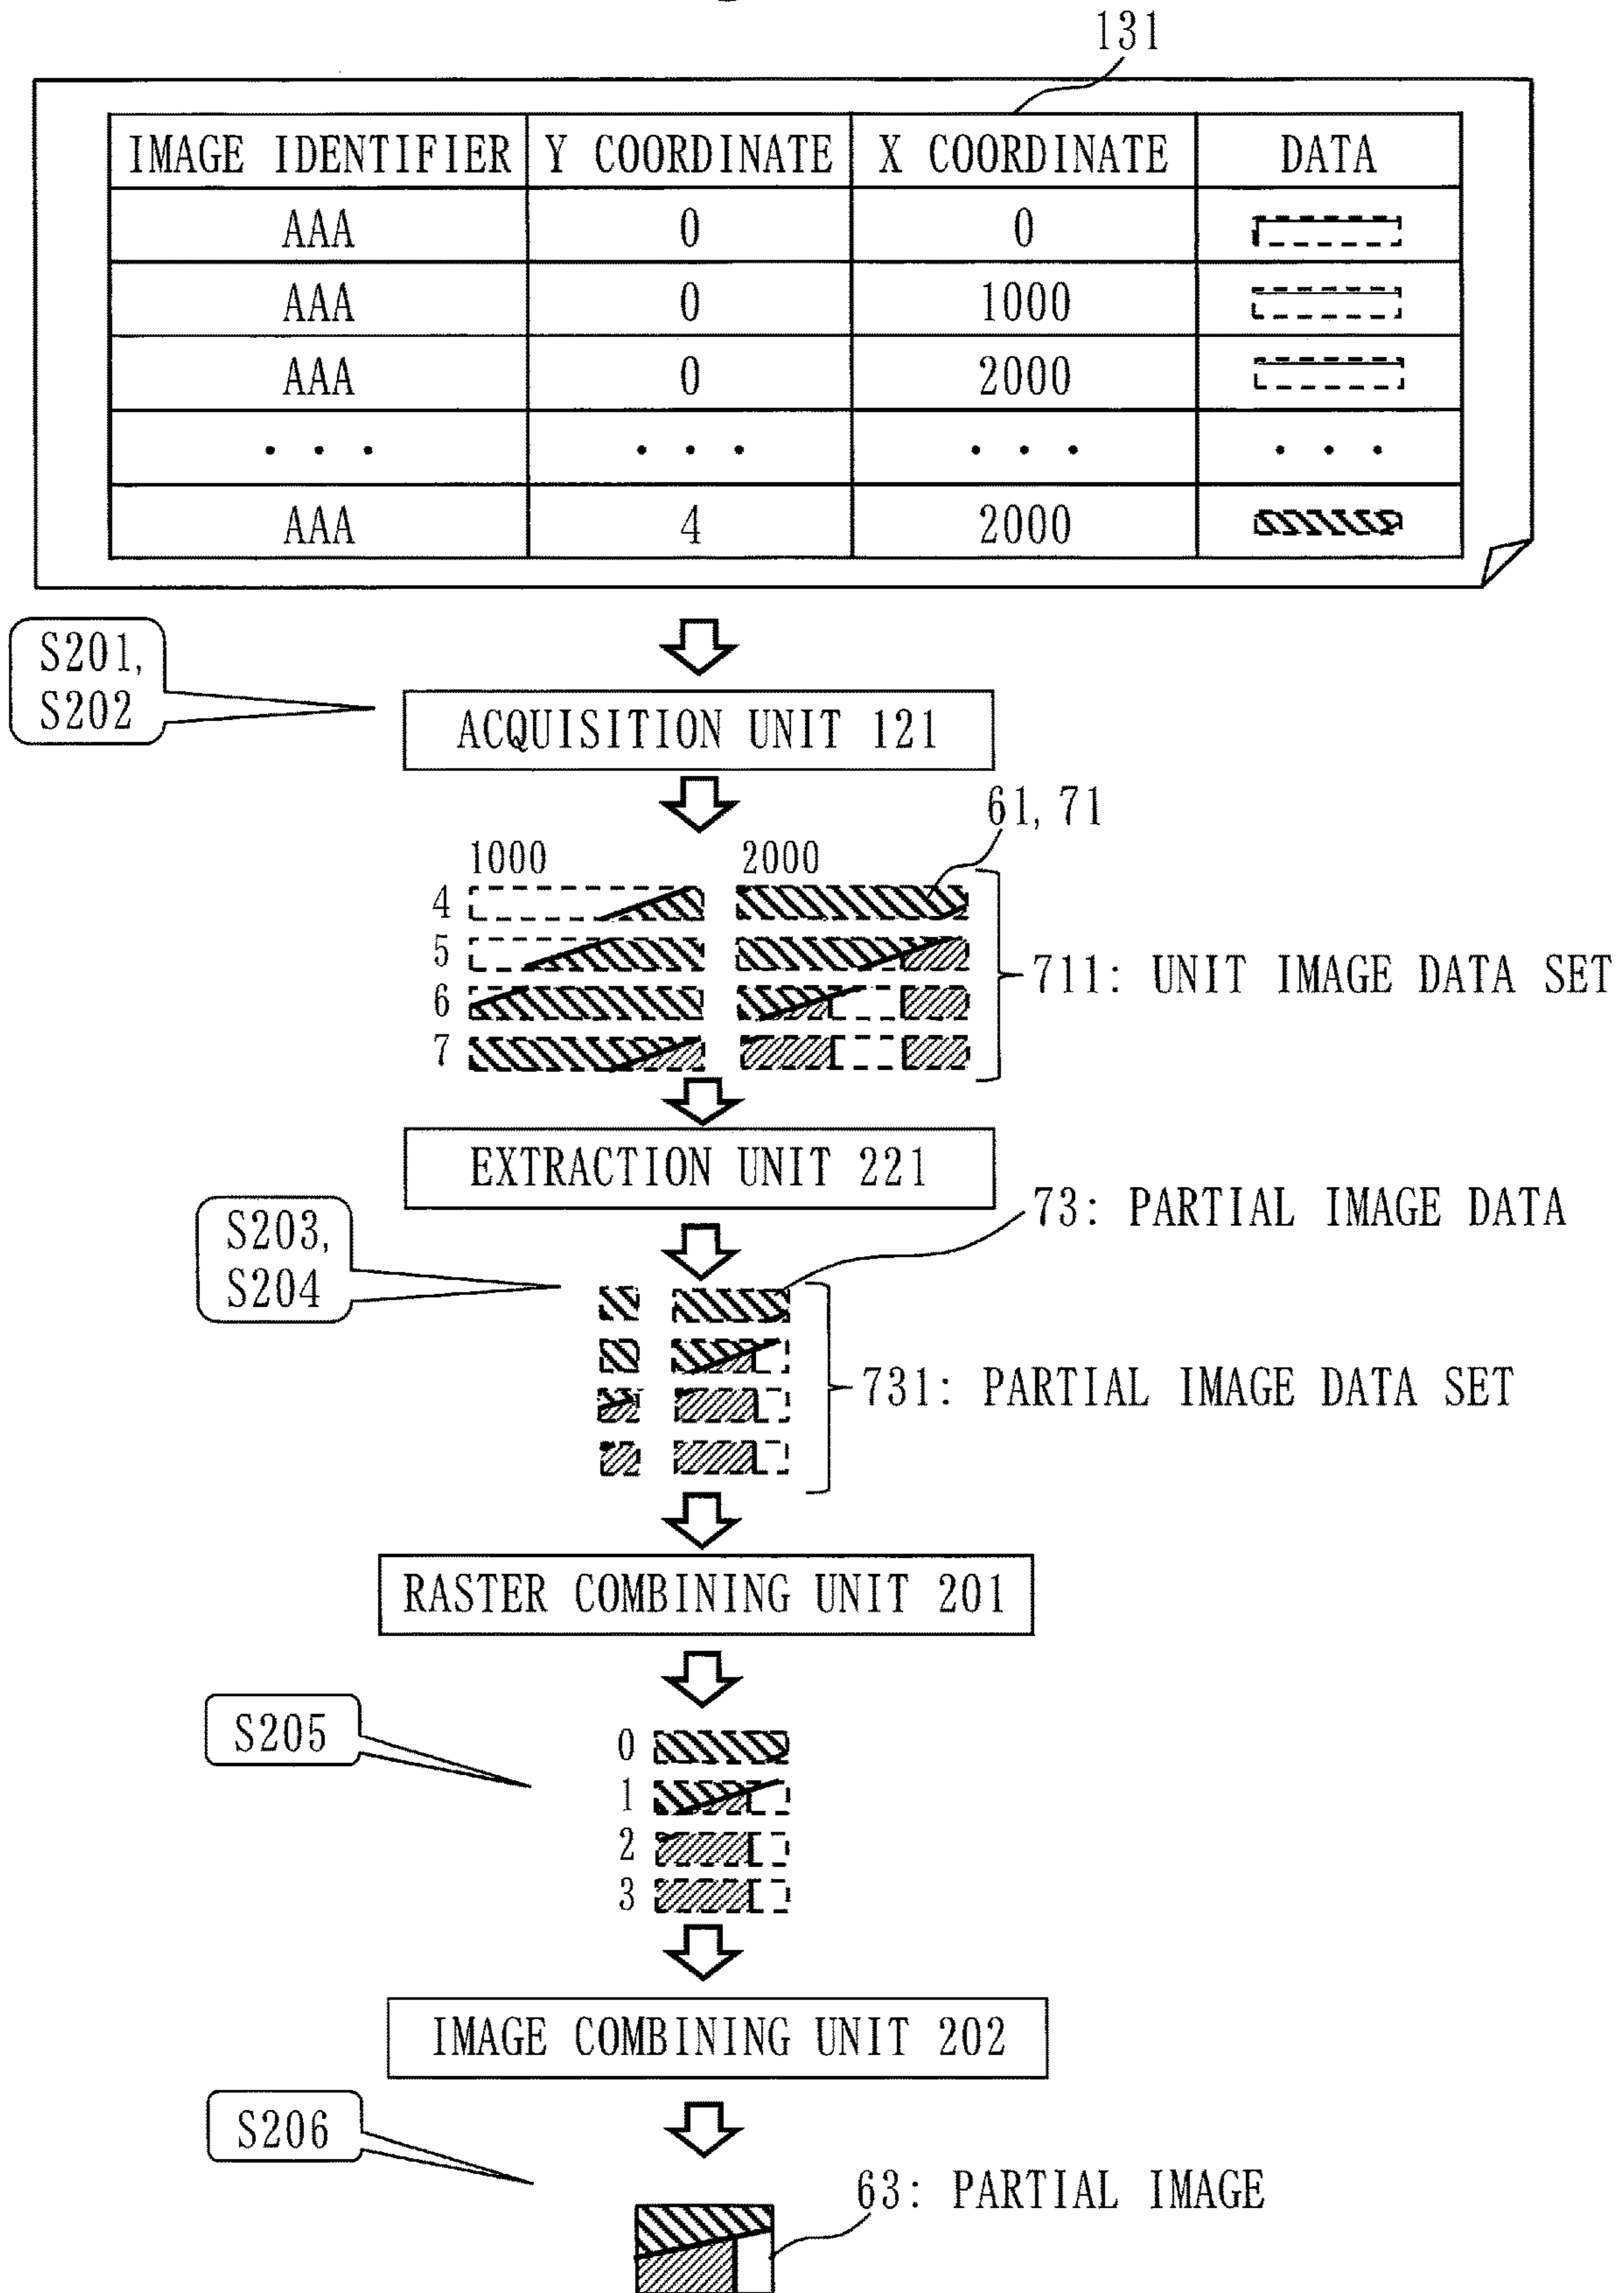 131
IMAGE IDENTIFIER Y COORDINATE X COORDINATE DATA
AAA 0 0
AAA 0 1000
AAA 0 2000
· · · · · · · · · · · ·
AAA 4 2000
S201,
S202
ACQUISITION UNIT 121
61, 71
1000 2000
4
5
6
7
711: UNIT IMAGE DATA SET
EXTRACTION UNIT 221
73: PARTIAL IMAGE DATA
S203,
S204
731: PARTIAL IMAGE DATA SET
RASTER COMBINING UNIT 201
S205
0
1
2
3
IMAGE COMBINING UNIT 202
S206
63: PARTIAL IMAGE